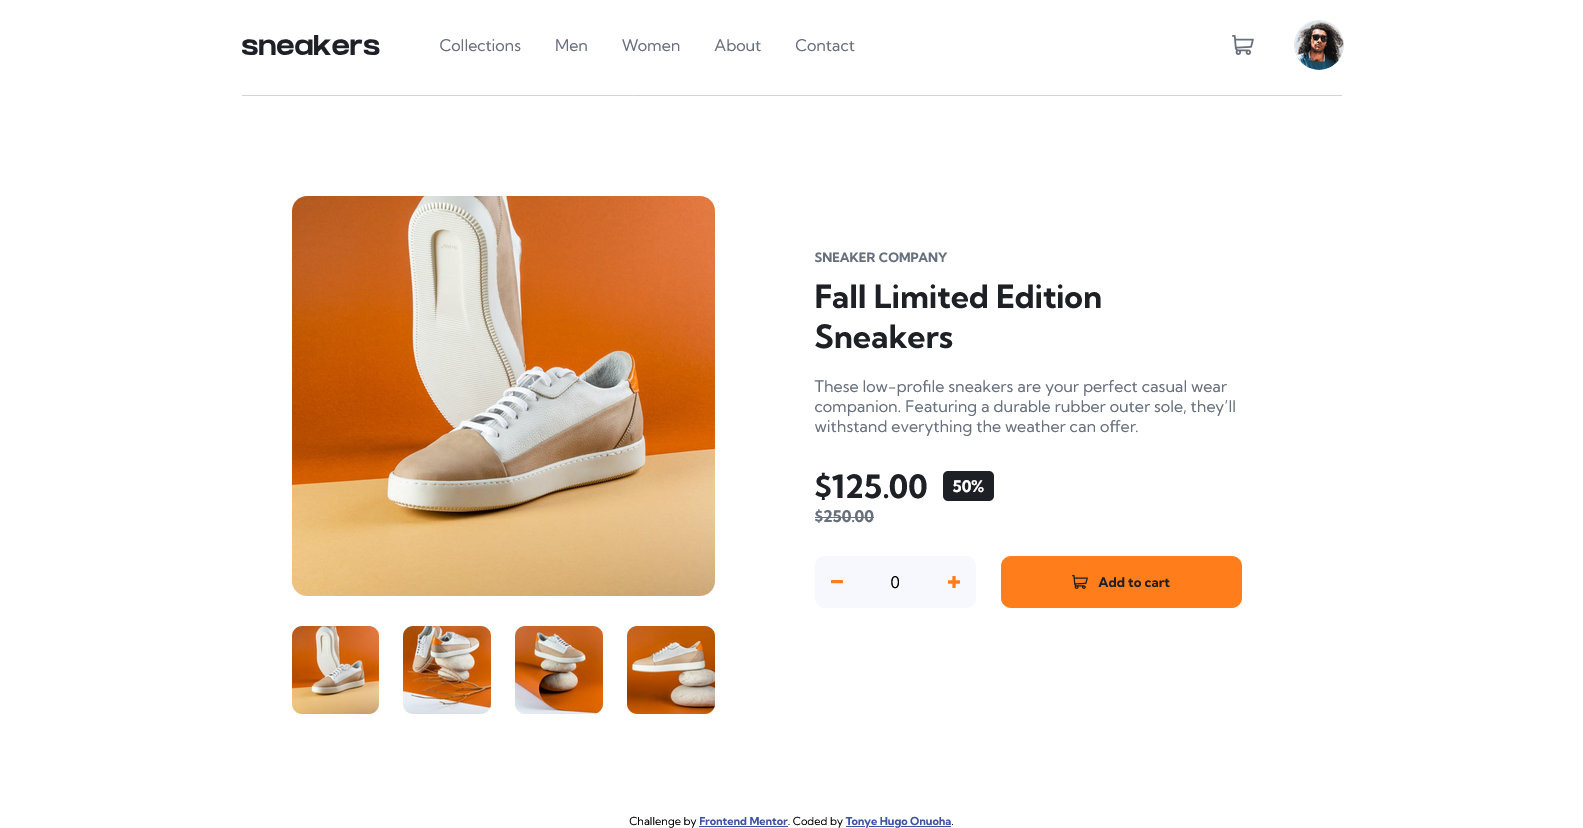 sneakers
Collections Men Women About Contact
SNEAKER COMPANY
Fall Limited Edition
Sneakers
These low-profile sneakers are your perfect casual wear
companion. Featuring a durable rubber outer sole, they’ll
withstand everything the weather can offer.
$125.00 50%
$250.00
0
Add to cart
Challenge by Frontend Mentor. Coded by Tonye Hugo Onuoha.